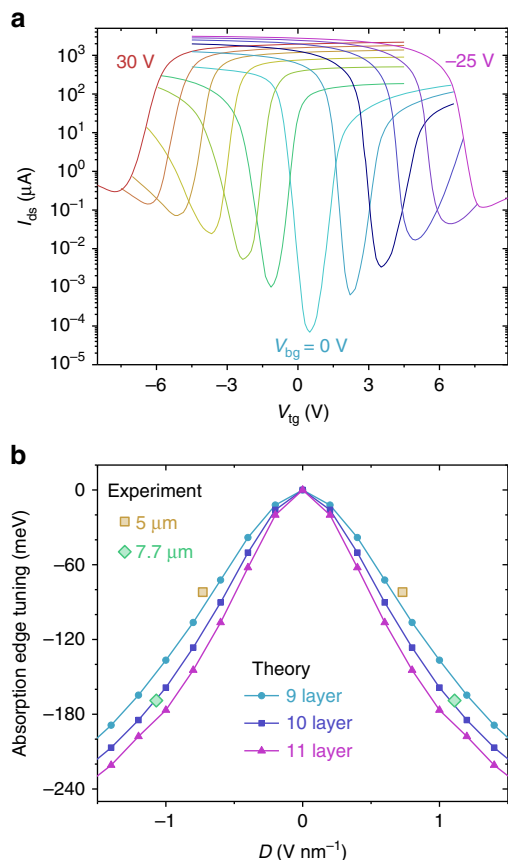 a
30 V
−25 V
10³
10²
10¹
10⁰
10⁻¹
10⁻²
10⁻³
10⁻⁴
10⁻⁵
I_ds (μA)
V_bg = 0 V
−6 −3 0 3 6
V_tg (V)
b
Experiment
5 μm
7.7 μm
0
−60
−120
−180
−240
Absorption edge tuning (meV)
Theory
9 layer
10 layer
11 layer
−1 0 1
D (V nm⁻¹)